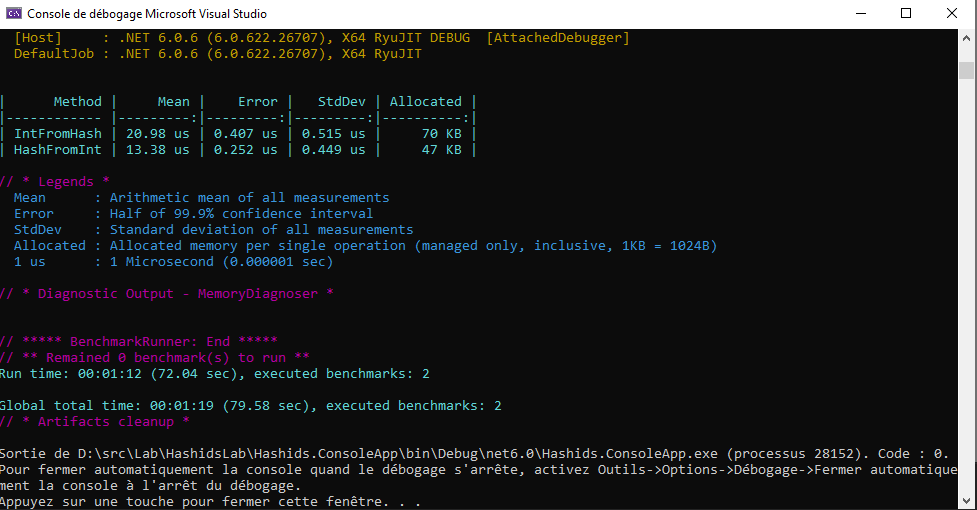 Console de débogage Microsoft Visual Studio
[Host]     : .NET 6.0.6 (6.0.622.26707), X64 RyuJIT DEBUG  [AttachedDebugger]
DefaultJob : .NET 6.0.6 (6.0.622.26707), X64 RyuJIT
|      Method |     Mean |    Error |   StdDev | Allocated |
|------------ |---------:|---------:|---------:|----------:|
| IntFromHash | 20.98 us | 0.407 us | 0.515 us |     70 KB |
| HashFromInt | 13.38 us | 0.252 us | 0.449 us |     47 KB |
// * Legends *
Mean      : Arithmetic mean of all measurements
Error     : Half of 99.9% confidence interval
StdDev    : Standard deviation of all measurements
Allocated : Allocated memory per single operation (managed only, inclusive, 1KB = 1024B)
1 us      : 1 Microsecond (0.000001 sec)
// * Diagnostic Output - MemoryDiagnoser *
// ***** BenchmarkRunner: End *****
// ** Remained 0 benchmark(s) to run **
Run time: 00:01:12 (72.04 sec), executed benchmarks: 2
Global total time: 00:01:19 (79.58 sec), executed benchmarks: 2
// * Artifacts cleanup *
Sortie de D:\src\Lab\HashidsLab\Hashids.ConsoleApp\bin\Debug\net6.0\Hashids.ConsoleApp.exe (processus 28152). Code : 0.
Pour fermer automatiquement la console quand le débogage s'arrête, activez Outils->Options->Débogage->Fermer automatique
ment la console à l'arrêt du débogage.
Appuyez sur une touche pour fermer cette fenêtre. . .